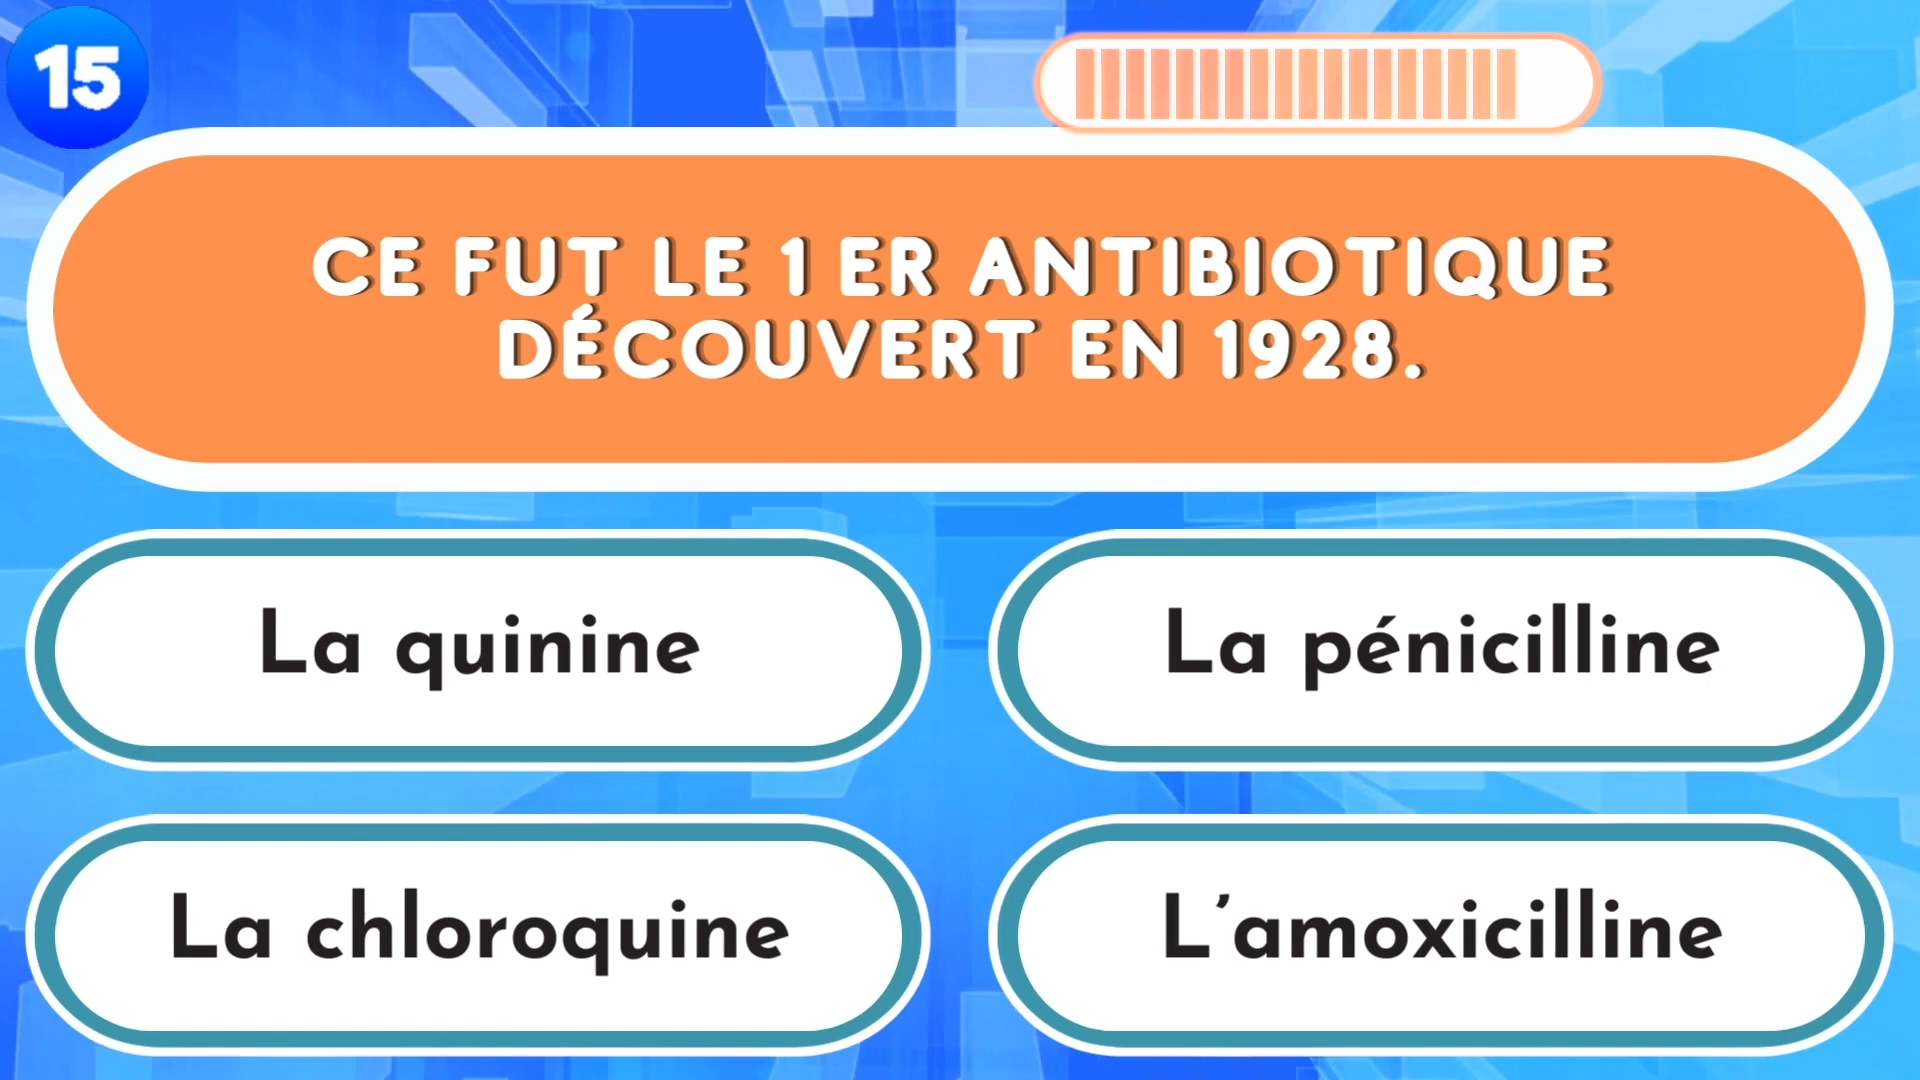 15
CE FUT LE 1 ER ANTIBIOTIQUE
DÉCOUVERT EN 1928.
La quinine
La pénicilline
La chloroquine
L'amoxicilline